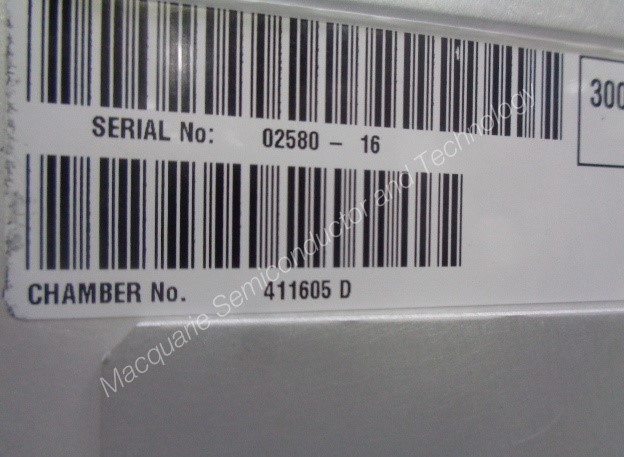 SERIAL No: 02580 - 16
300
CHAMBER No. 411605 D
Macquarie Semiconductor and Technology